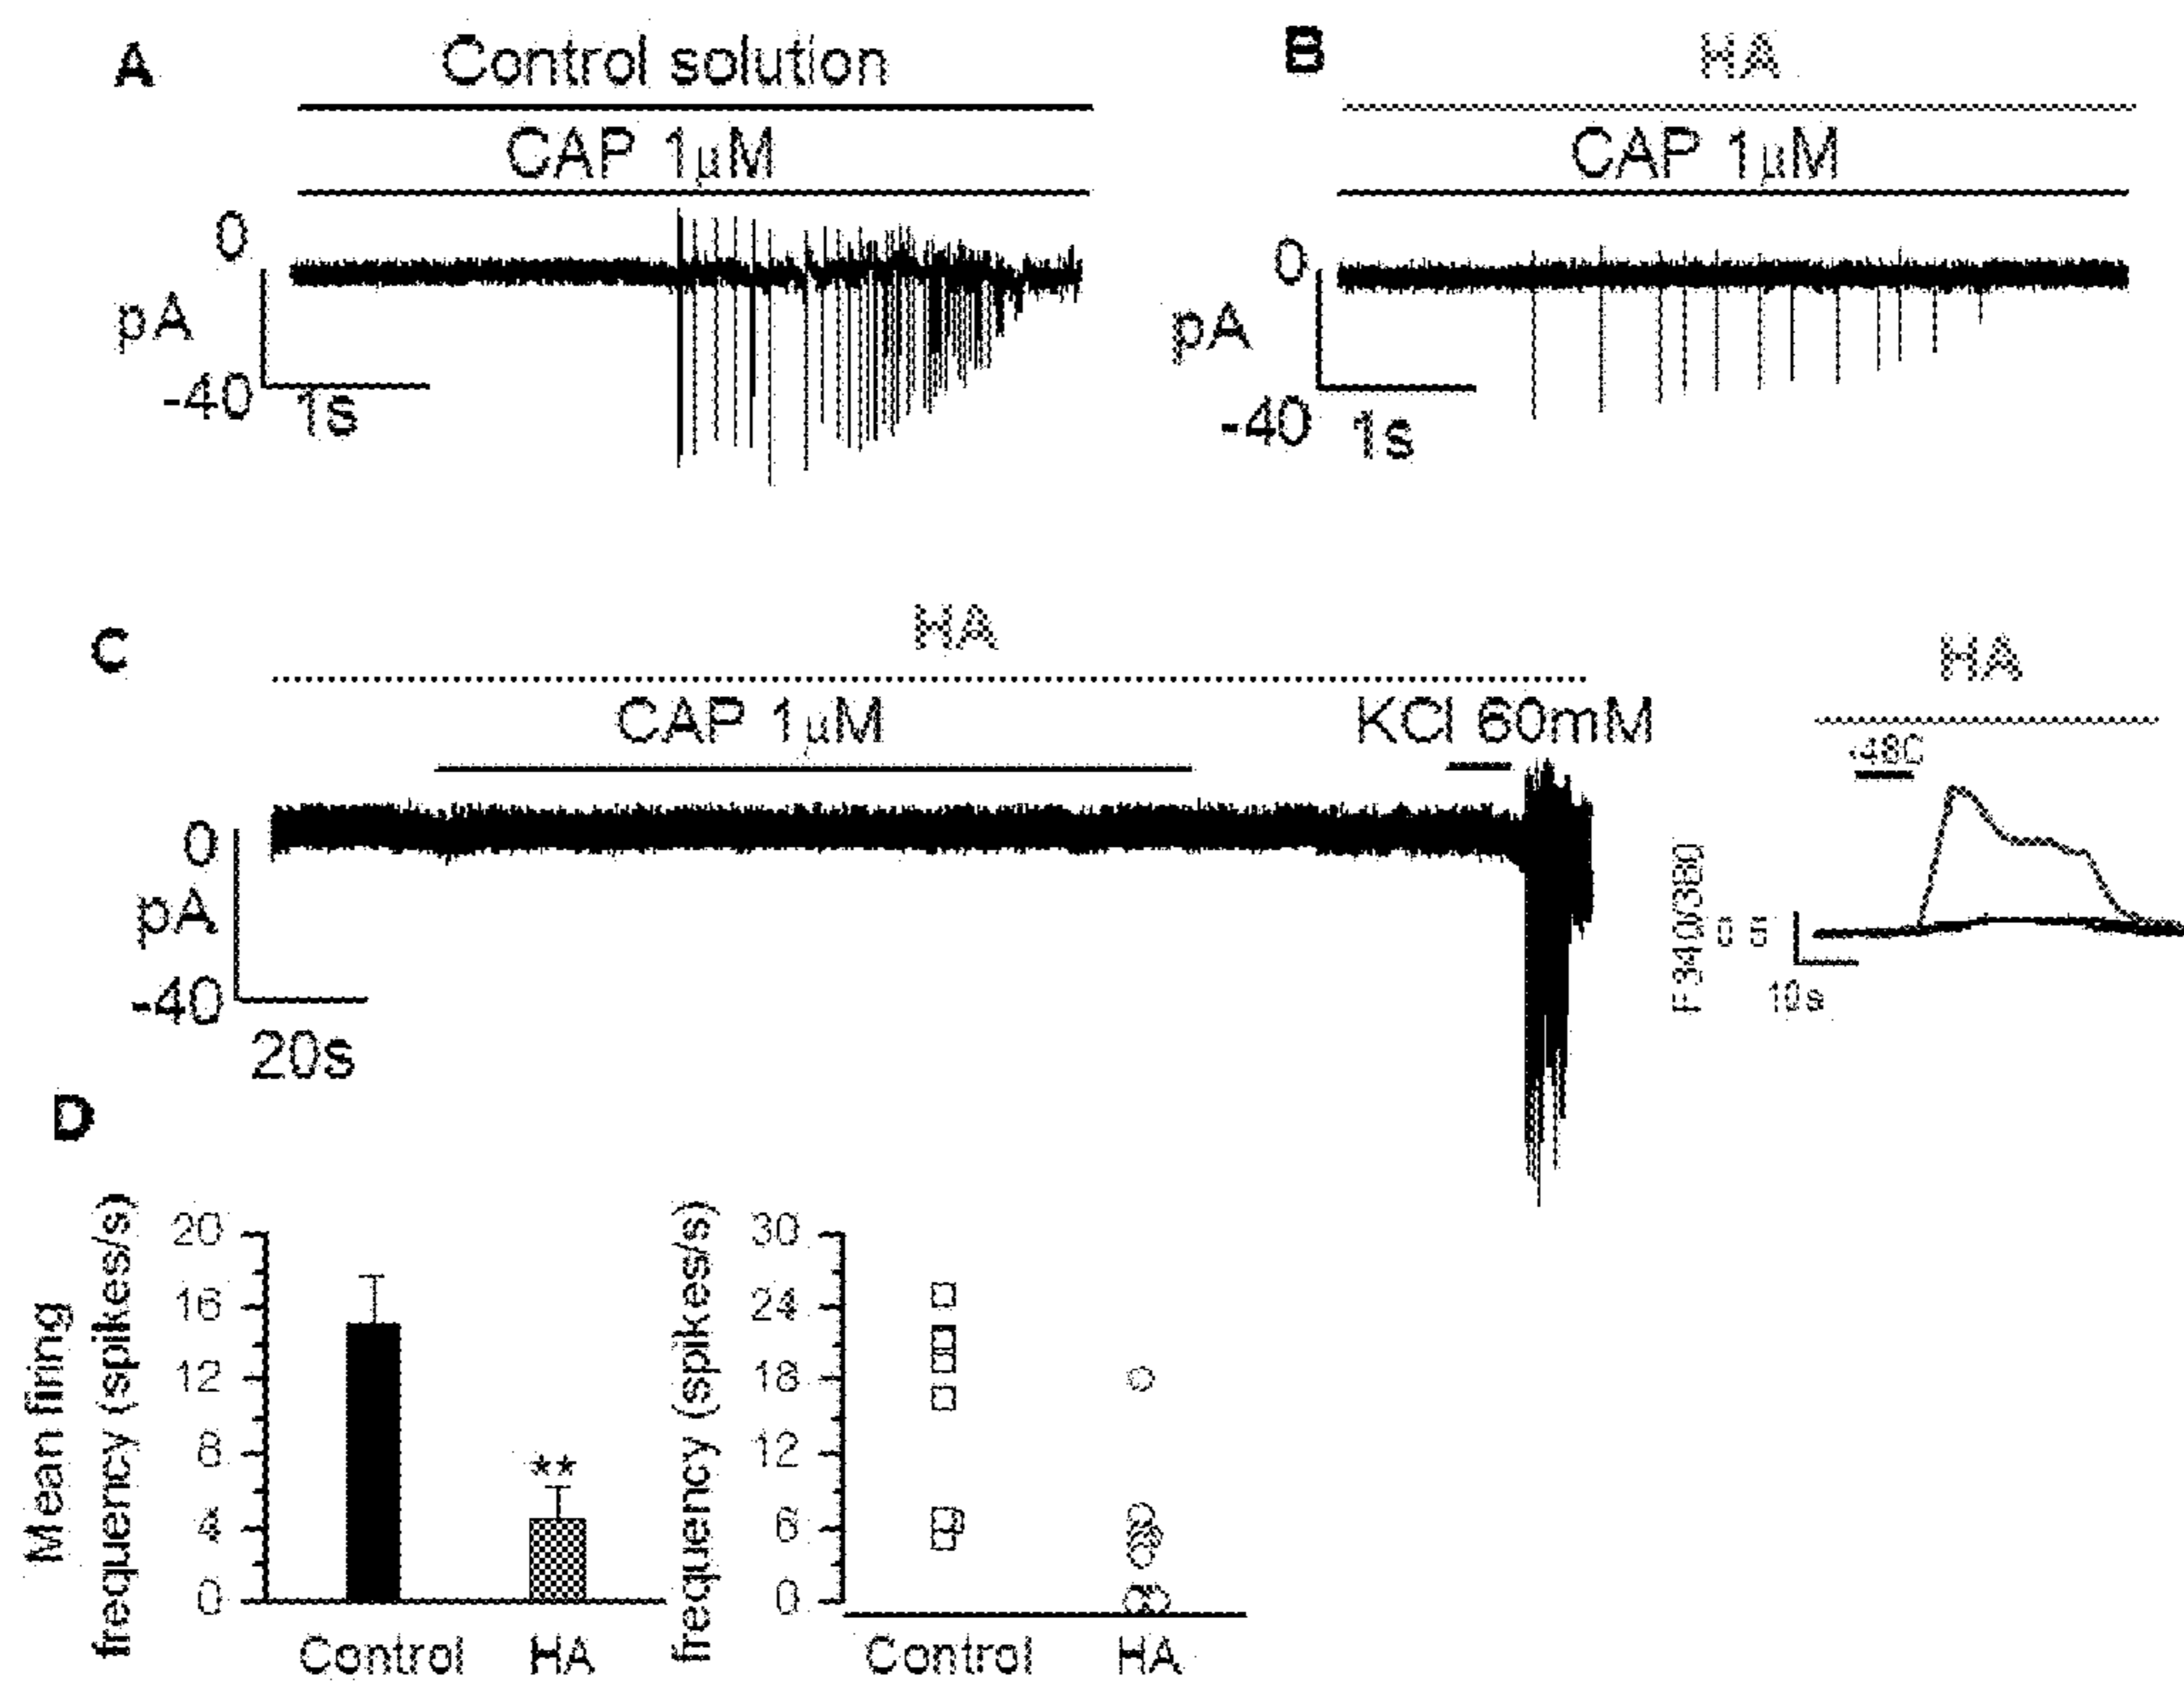 A
Control solution
CAP 1µM
0
pA
-40
1s
B
HA
CAP 1µM
0
pA
-40
1s
C
HA
CAP 1µM
KCl 60mM
0
pA
-40
20s
HA
F340/380
0 5
10s
D
Mean firing
frequency (spikes/s)
20
16
12
8
4
0
**
Control HA
frequency (spikes/s)
30
24
18
12
6
0
Control HA